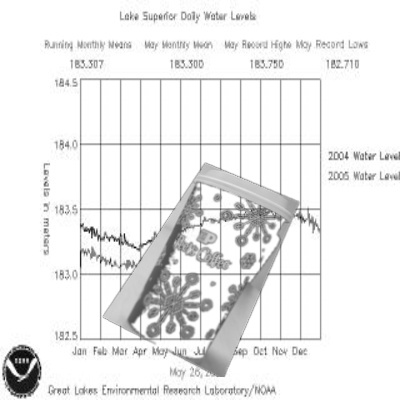 Lake Superior Daily Water Levels
Running Monthly Means May Monthly Mean May Record Highs May Record Lows
183.307 183.300 183.750 182.710
184.5
184.0
183.5
183.0
182.5
Levels in meters
2004 Water Level
2005 Water Level
Jan Feb Mar Apr May Jun Jul Sep Oct Nov Dec
May 26, 20
Great Lakes Environmental Research Laboratory/NOAA